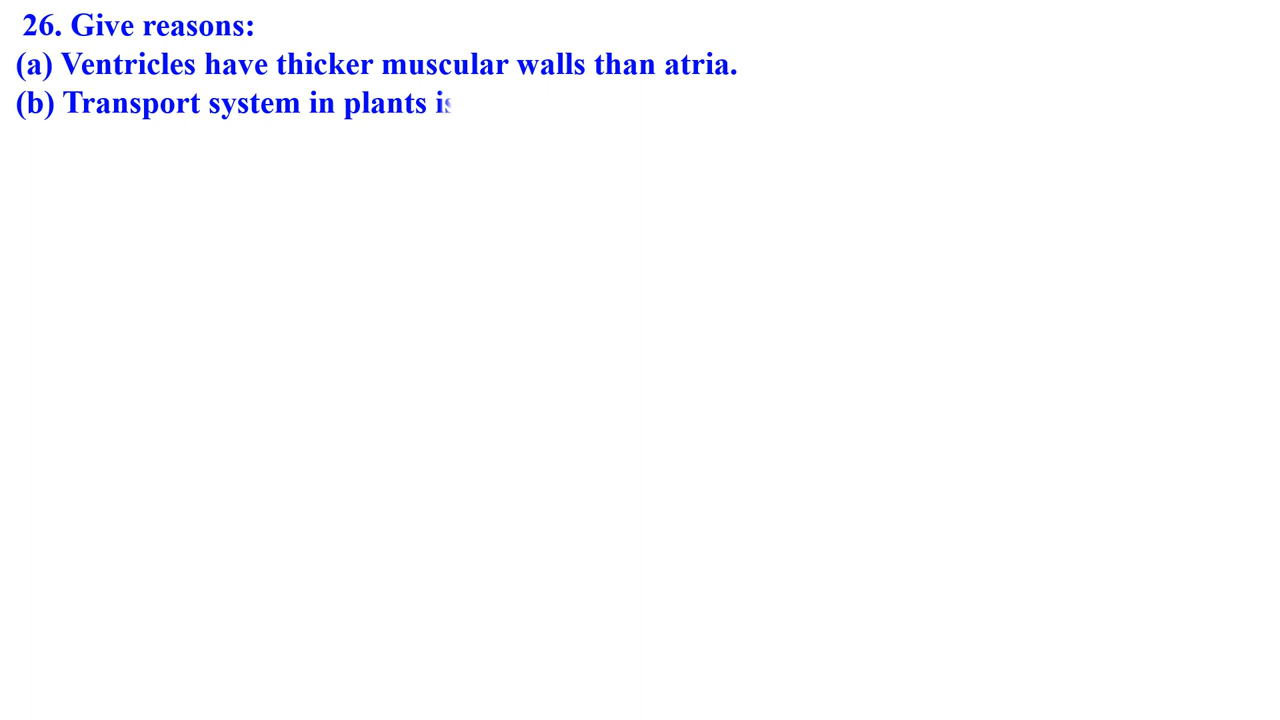 26. Give reasons:
(a) Ventricles have thicker muscular walls than atria.
(b) Transport system in plants is